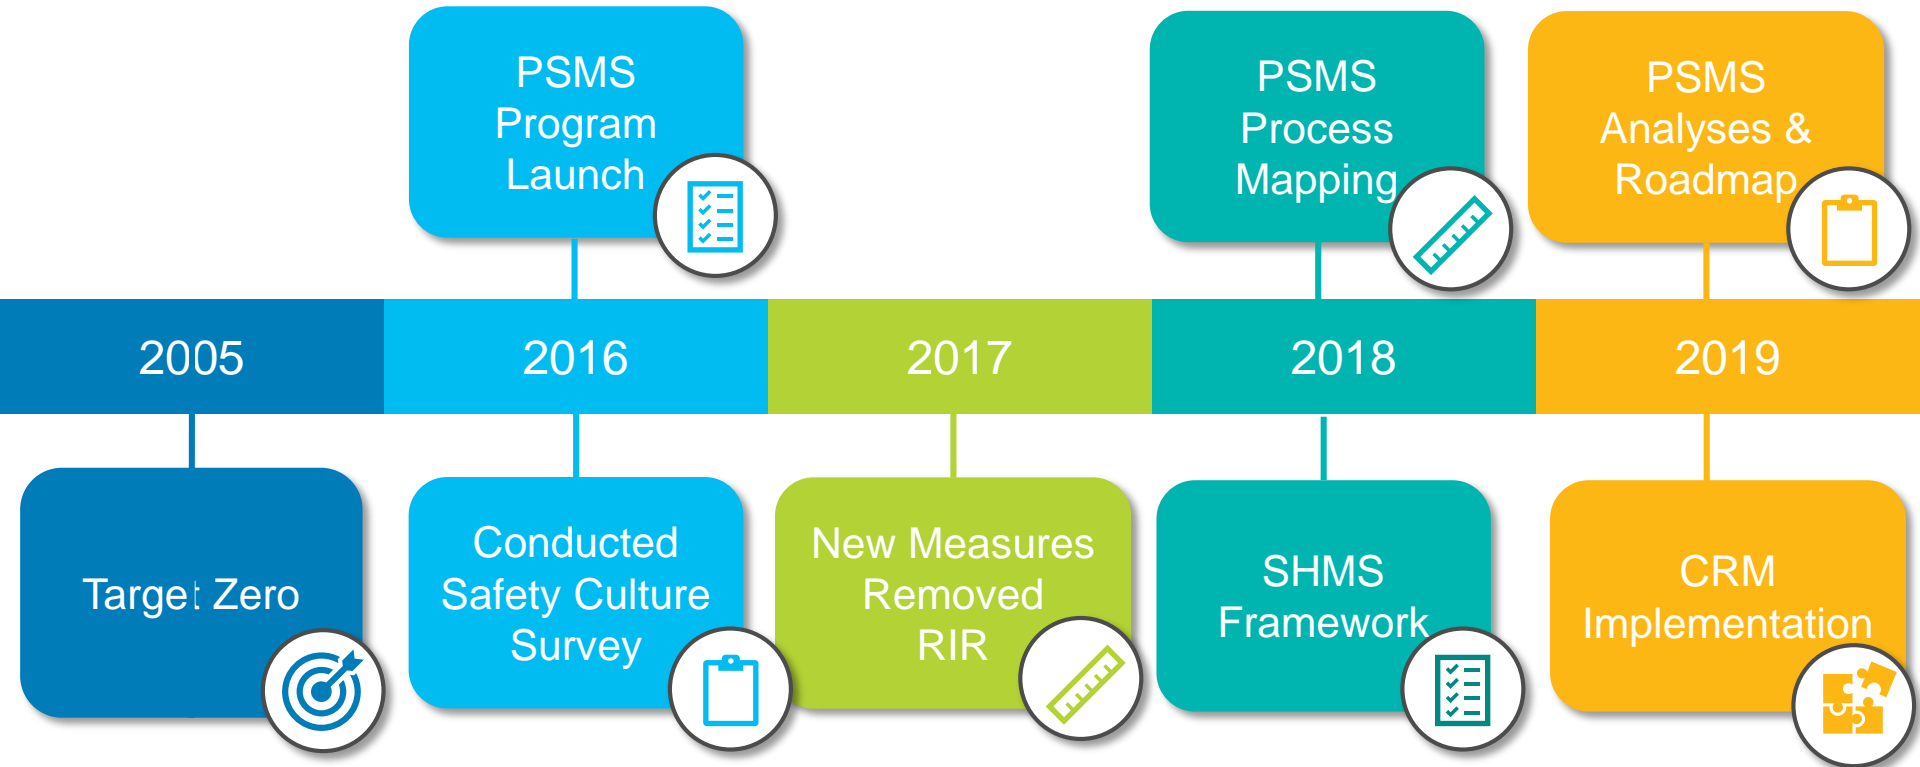 PSMS
Program
Launch
PSMS
Process
Mapping
PSMS
Analyses &
Roadmap
2005
2016
2017
2018
2019
Target Zero
Conducted
Safety Culture
Survey
New Measures
Removed
RIR
SHMS
Framework
CRM
Implementation